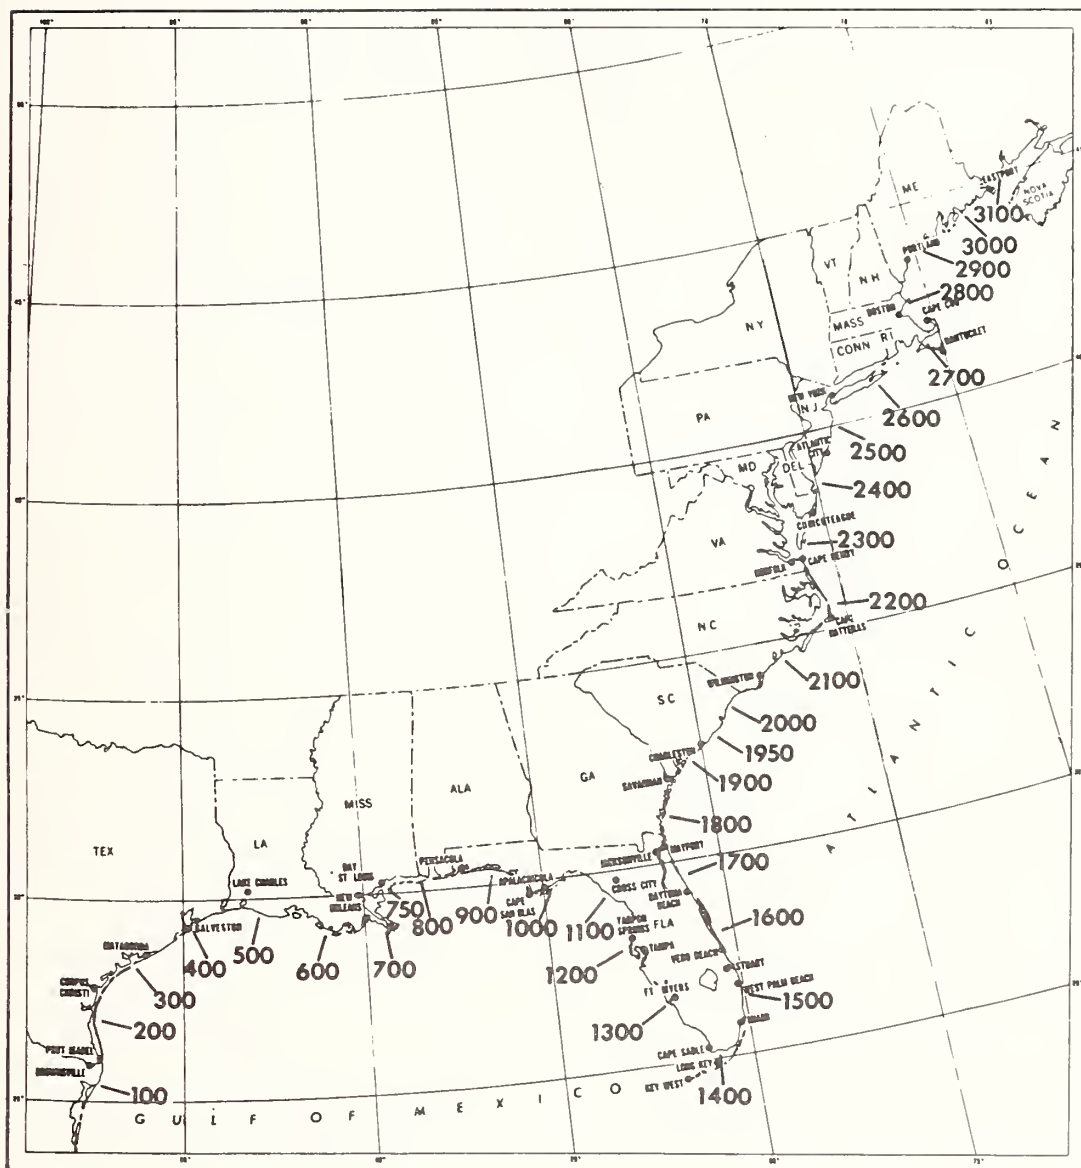 EASTPORT
ME
NOVA
SCOTIA
3100
3000
PORTLAND
2900
VT
NH
2800
BOSTON
CAPE COD
MASS
NANTUCKET
NY
CONN
RI
2700
NEW YORK
2600
PA
NJ
2500
ATLANTIC
CITY
MD
DEL
2400
CHINCOTEAGUE
2300
VA
CAPE HENRY
NORFOLK
2200
NC
CAPE
HATTERAS
2100
WILMINGTON
SC
2000
1950
CHARLESTON
1900
GA
SAVANNAH
ALA
MISS
1800
TEX
LA
MAYPORT
JACKSONVILLE
1700
PENSACOLA
BAY
ST LOUIS
APALACHICOLA
CROSS CITY
LAKE CHARLES
DAYTONA
BEACH
NEW
ORLEANS
750
800
900
CAPE
SAN BLAS
1000
1100
1600
TARPON
SPRINGS
FLA
GALVESTON
500
600
700
1200
TAMPA
400
MATAGORDA
VERO BEACH
STUART
300
CORPUS
CHRISTI
FT MYERS
WEST PALM BEACH
1500
1300
MIAMI
200
PORT ISABEL
BROWNSVILLE
CAPE SABLE
LONG KEY
KEY WEST
1400
100
GULF OF MEXICO
ATLANTIC OCEAN